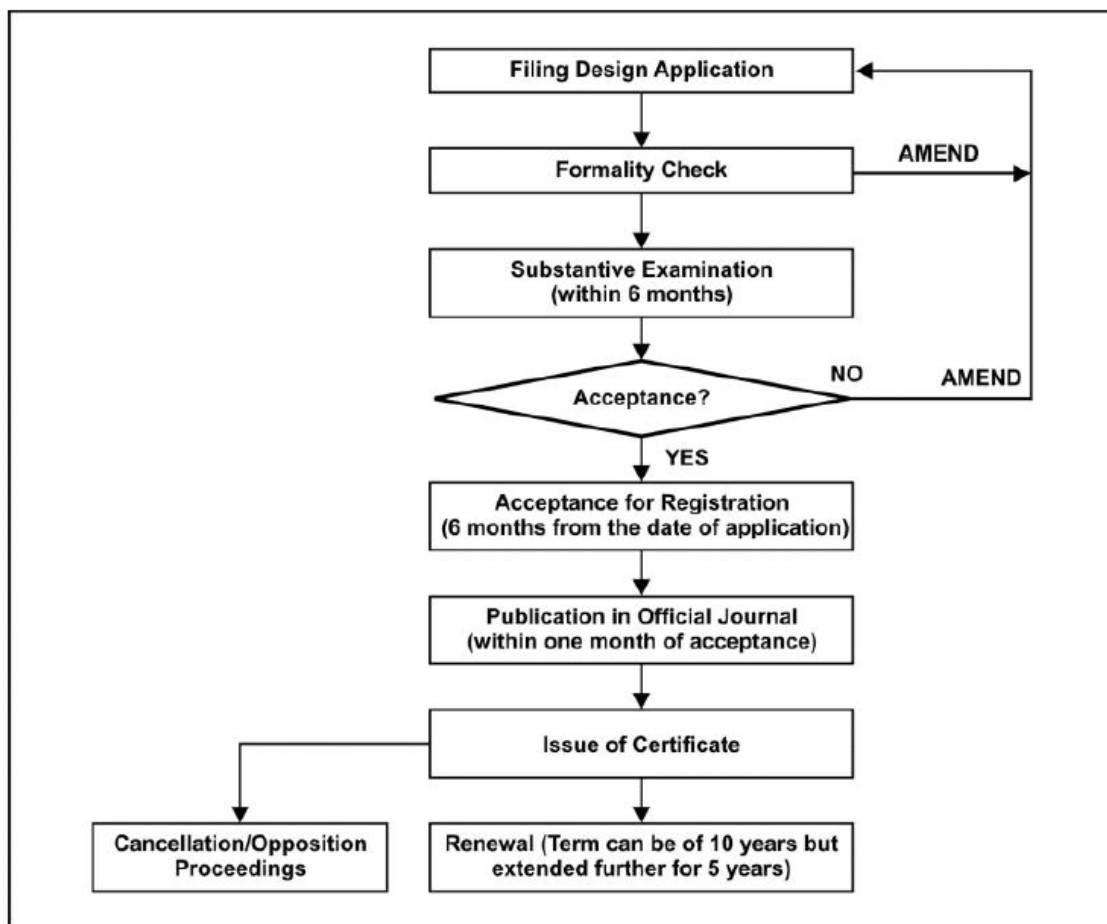 Filing Design Application
Formality Check
AMEND
Substantive Examination
(within 6 months)
Acceptance?
NO
AMEND
YES
Acceptance for Registration
(6 months from the date of application)
Publication in Official Journal
(within one month of acceptance)
Issue of Certificate
Cancellation/Opposition
Proceedings
Renewal (Term can be of 10 years but
extended further for 5 years)